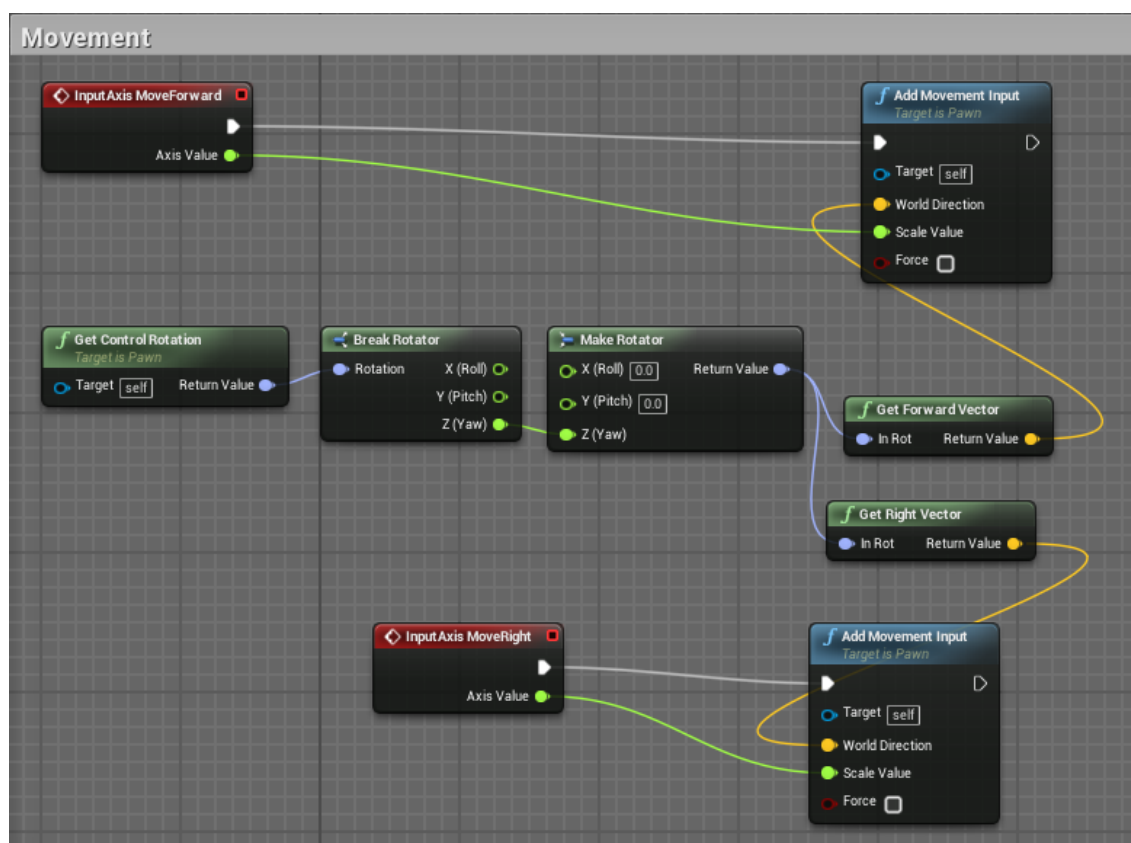 Movement
InputAxis MoveForward
Axis Value
Add Movement Input
Target is Pawn
Target self
World Direction
Scale Value
Force
Get Control Rotation
Target is Pawn
Target self Return Value
Break Rotator
Rotation X (Roll)
Y (Pitch)
Z (Yaw)
Make Rotator
X (Roll) 0.0 Return Value
Y (Pitch) 0.0
Z (Yaw)
Get Forward Vector
In Rot Return Value
Get Right Vector
In Rot Return Value
InputAxis MoveRight
Axis Value
Add Movement Input
Target is Pawn
Target self
World Direction
Scale Value
Force